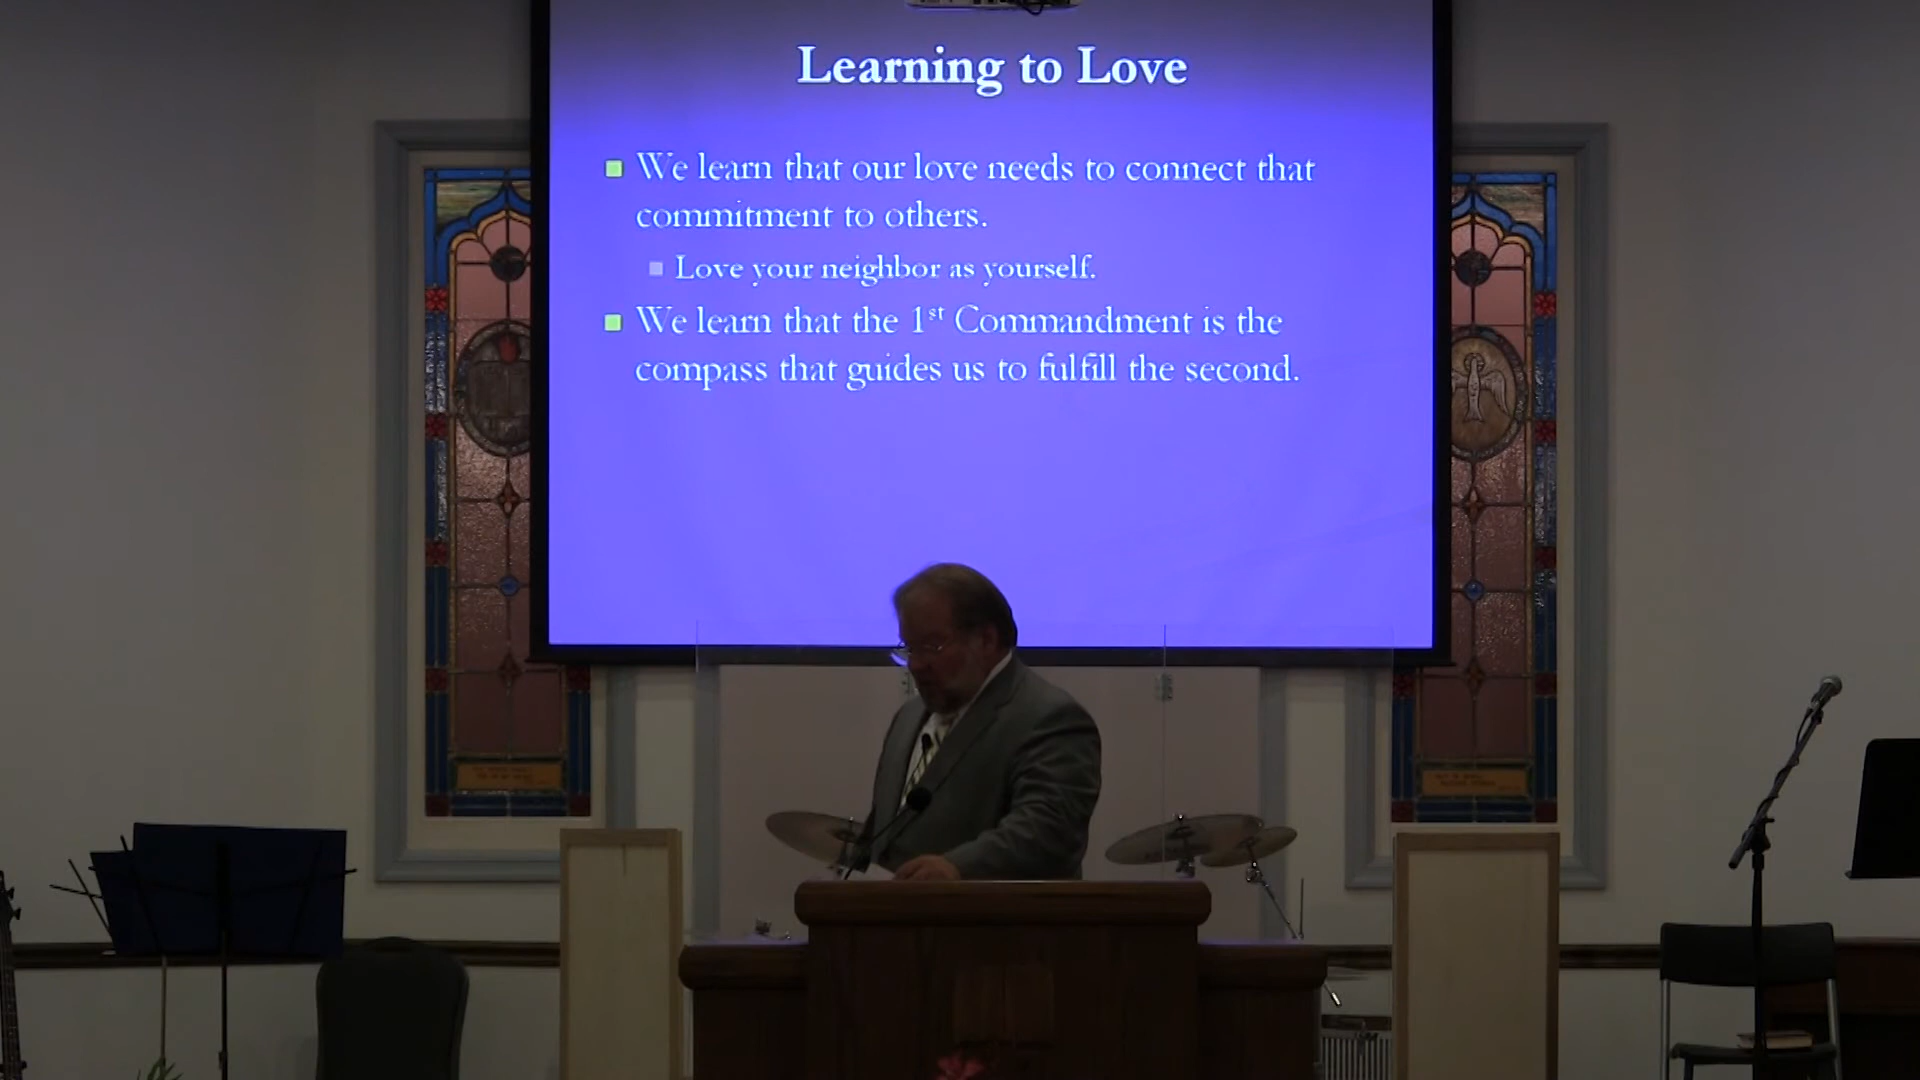 Learning to Love
We learn that our love needs to connect that
commitment to others.
Love your neighbor as yourself.
We learn that the 1st Commandment is the
compass that guides us to fulfill the second.